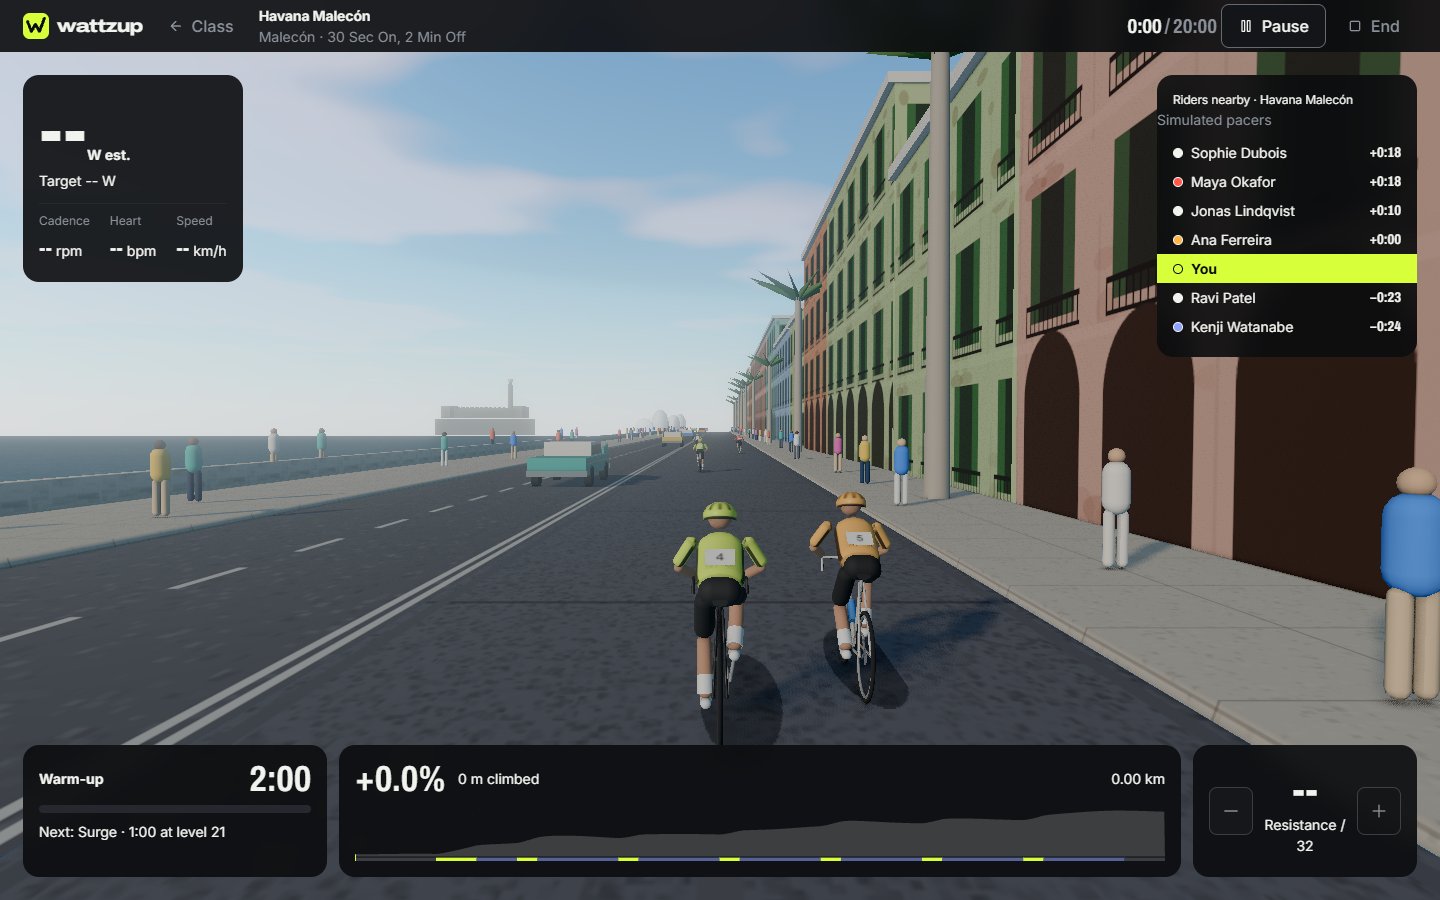 W wattzup
Class
Havana Malecón
Malecón · 30 Sec On, 2 Min Off
0:00 / 20:00
Pause
End
-- W est.
Target -- W
Cadence Heart Speed
-- rpm -- bpm -- km/h
Riders nearby · Havana Malecón
Simulated pacers
Sophie Dubois +0:18
Maya Okafor +0:18
Jonas Lindqvist +0:10
Ana Ferreira +0:00
You
Ravi Patel −0:23
Kenji Watanabe −0:24
4
5
Warm-up 2:00
Next: Surge · 1:00 at level 21
+0.0% 0 m climbed 0.00 km
--
Resistance /
32